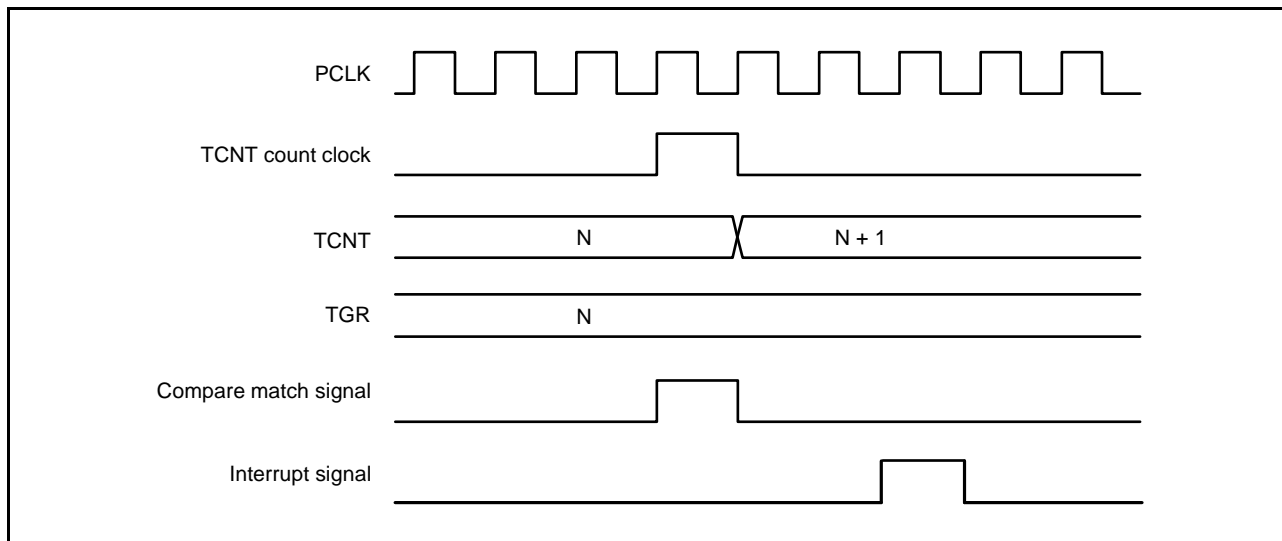 PCLK
TCNT count clock
TCNT
N
N + 1
TGR
N
Compare match signal
Interrupt signal